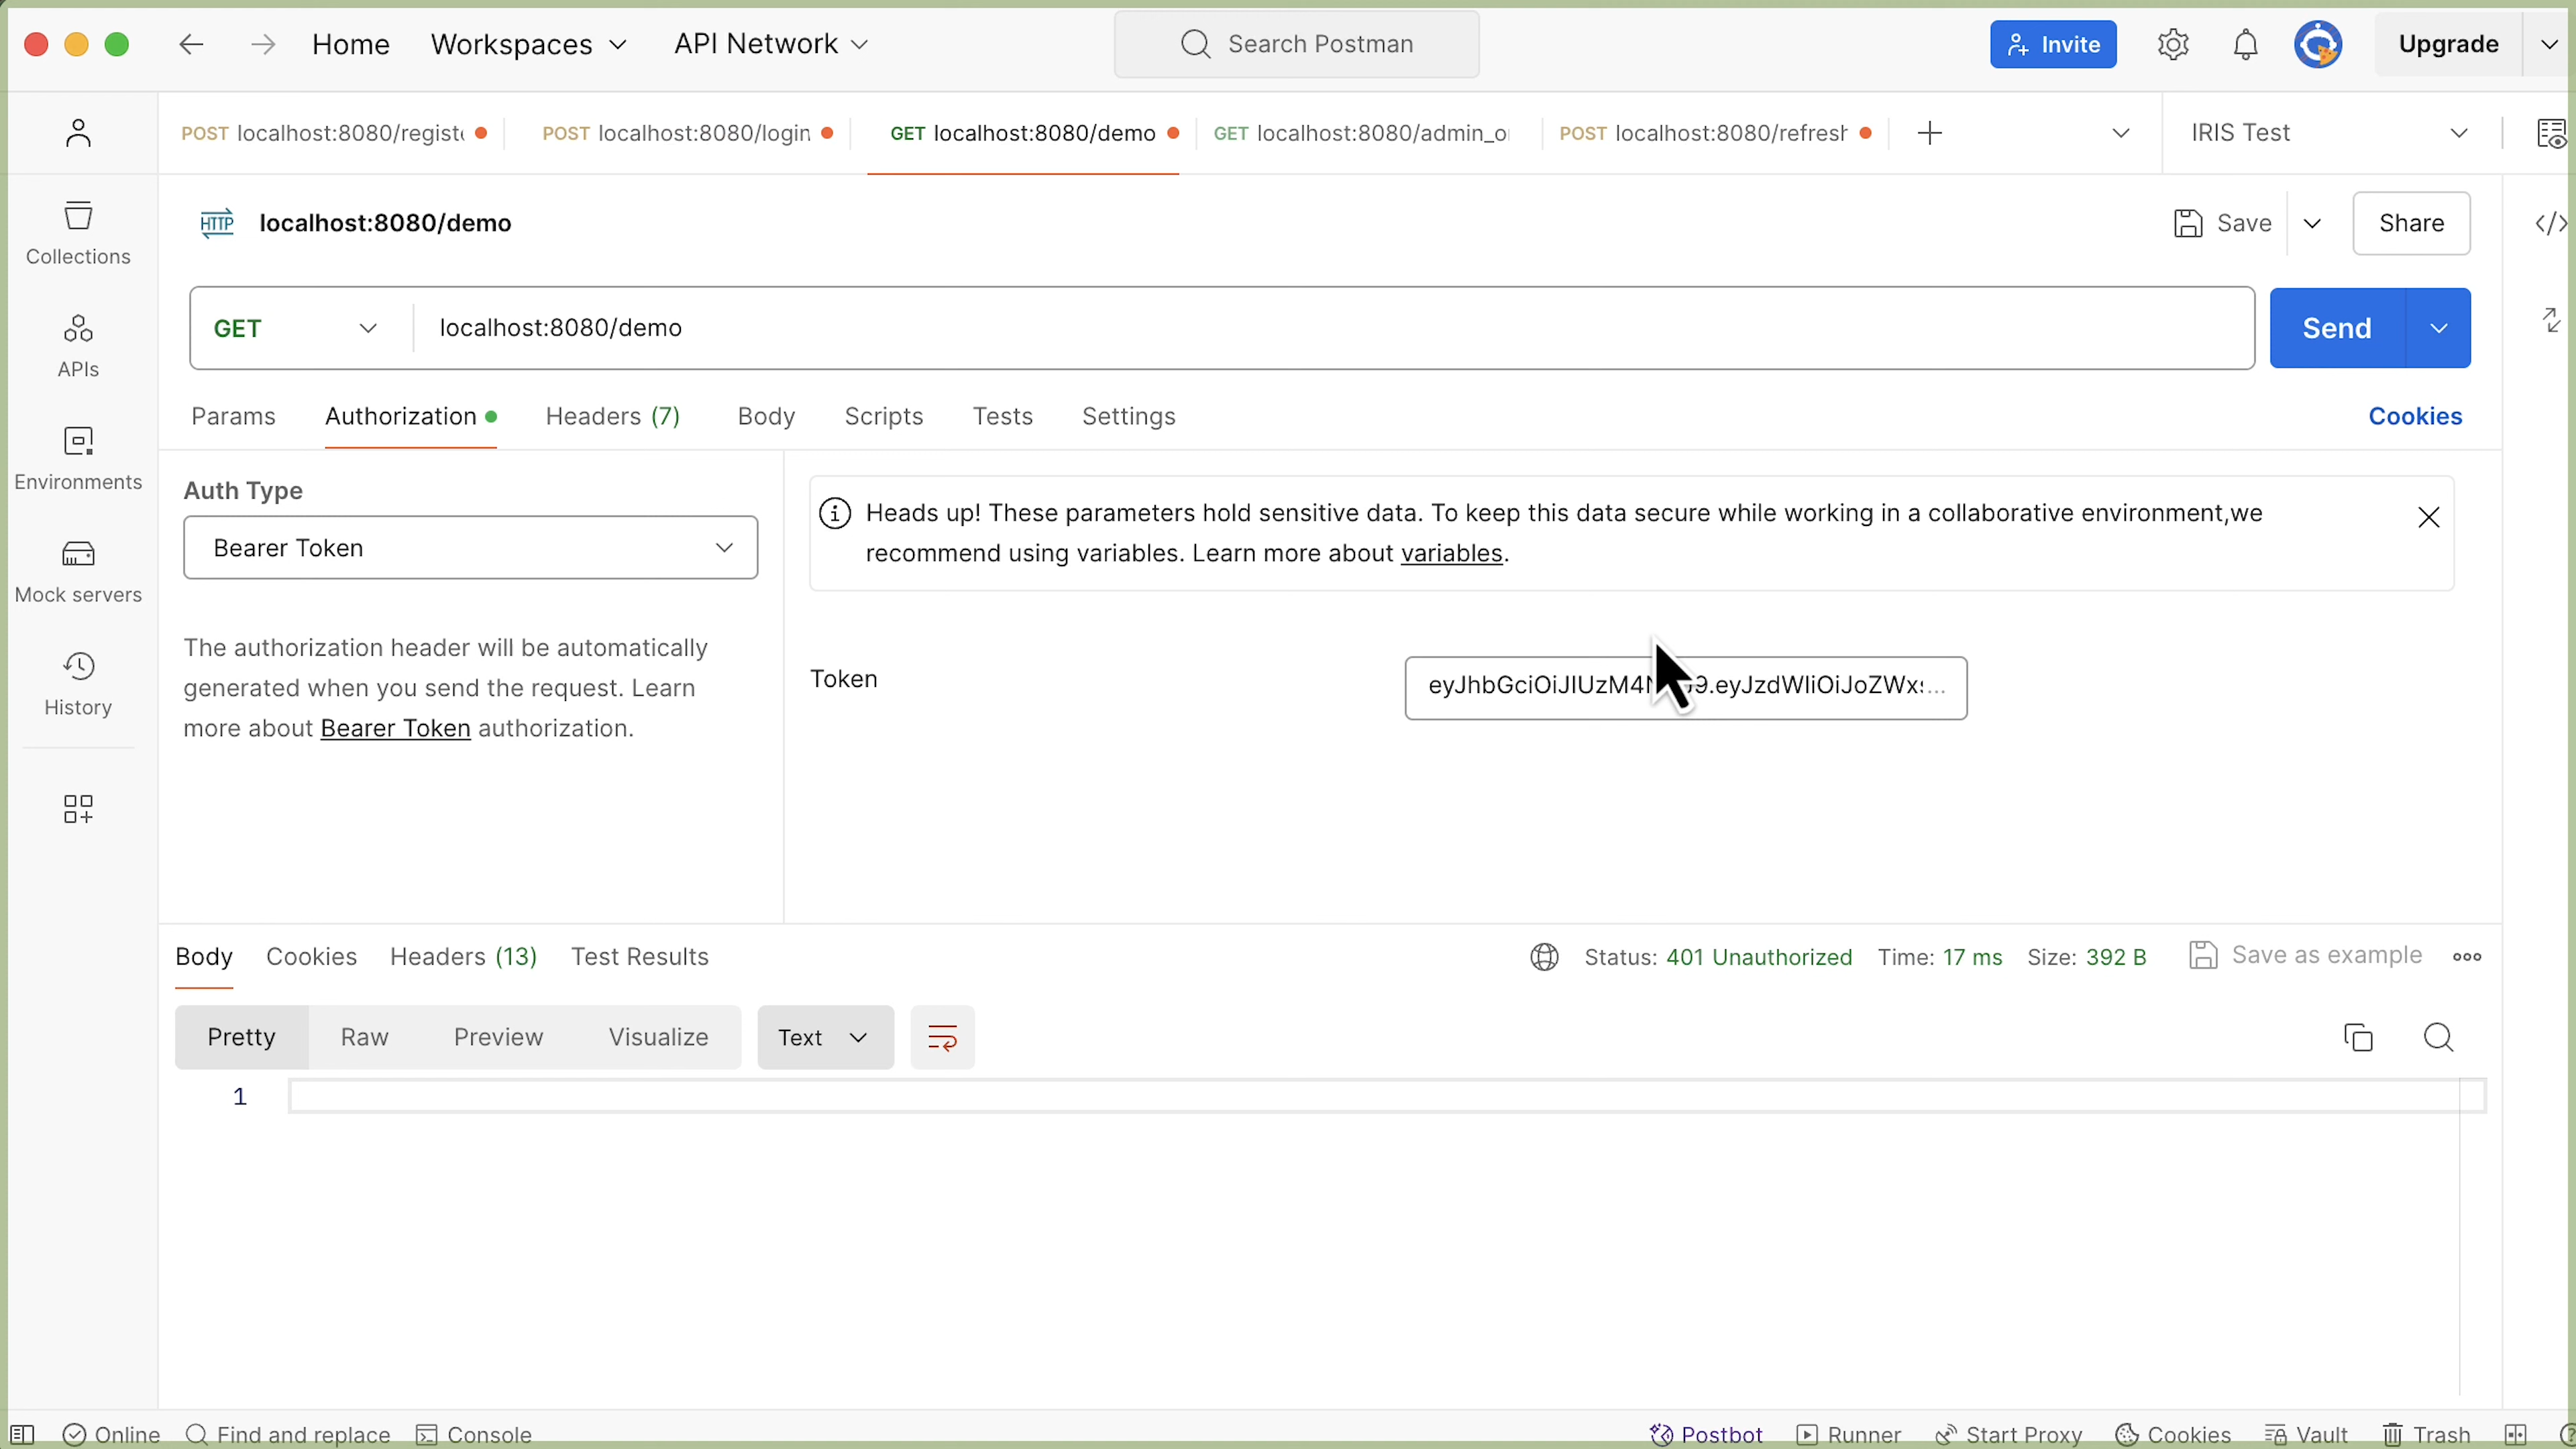 Home Workspaces API Network Search Postman Invite Upgrade
POST localhost:8080/registe POST localhost:8080/login GET localhost:8080/demo GET localhost:8080/admin_o POST localhost:8080/refresh IRIS Test
HTTP localhost:8080/demo Save Share
GET localhost:8080/demo Send
Params Authorization Headers (7) Body Scripts Tests Settings Cookies
Collections
APIs
Environments
Mock servers
History
Auth Type
Bearer Token
The authorization header will be automatically
generated when you send the request. Learn
more about Bearer Token authorization.
Heads up! These parameters hold sensitive data. To keep this data secure while working in a collaborative environment,we
recommend using variables. Learn more about variables.
Token
Body Cookies Headers (13) Test Results Status: 401 Unauthorized Time: 17 ms Size: 392 B Save as example
Pretty Raw Preview Visualize Text
1
Online Find and replace Console Postbot Runner Start Proxy Cookies Vault Trash